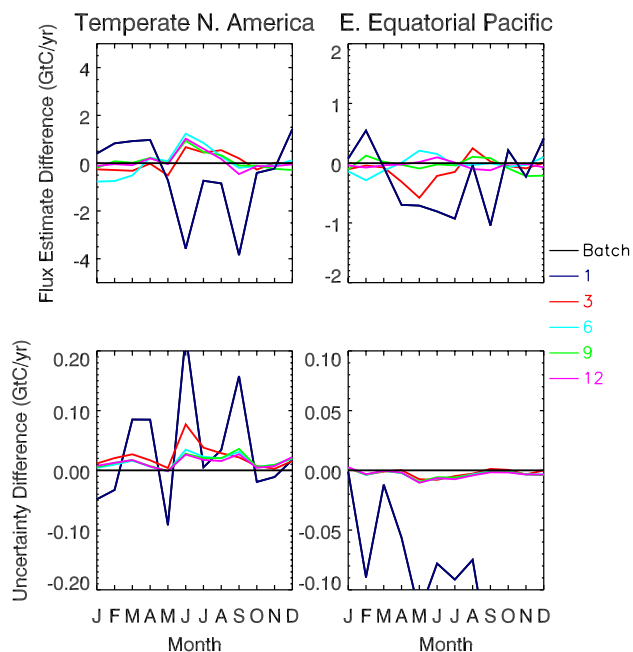 Temperate N. America
E. Equatorial Pacific
Flux Estimate Difference (GtC/yr)
4
2
0
-2
-4
2
1
0
-1
-2
Batch
1
3
6
9
12
Uncertainty Difference (GtC/yr)
0.20
0.10
0.00
-0.10
-0.20
0.10
0.05
0.00
-0.05
-0.10
J F M A M J J A S O N D
J F M A M J J A S O N D
Month
Month